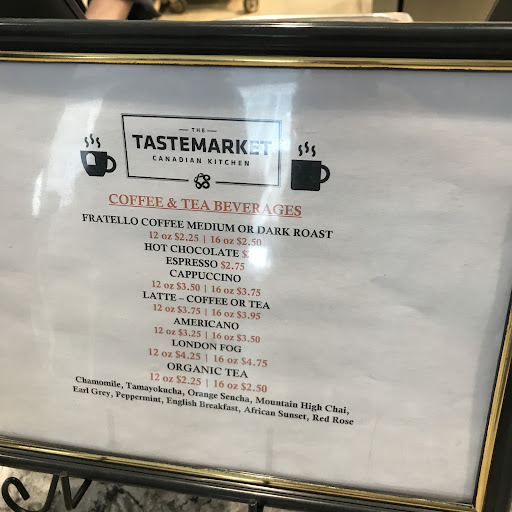 THE
TASTEMARKET
CANADIAN KITCHEN
COFFEE & TEA BEVERAGES
FRATELLO COFFEE MEDIUM OR DARK ROAST
12 oz $2.25 | 16 oz $2.50
HOT CHOCOLATE
ESPRESSO $2.75
CAPPUCCINO
12 oz $3.50 | 16 oz $3.75
LATTE – COFFEE OR TEA
12 oz $3.75 | 16 oz $3.95
AMERICANO
12 oz $3.25 | 16 oz $3.50
LONDON FOG
12 oz $4.25 | 16 oz $4.75
ORGANIC TEA
12 oz $2.25 | 16 oz $2.50
Chamomile, Tamayokucha, Orange Sencha, Mountain High Chai,
Earl Grey, Peppermint, English Breakfast, African Sunset, Red Rose